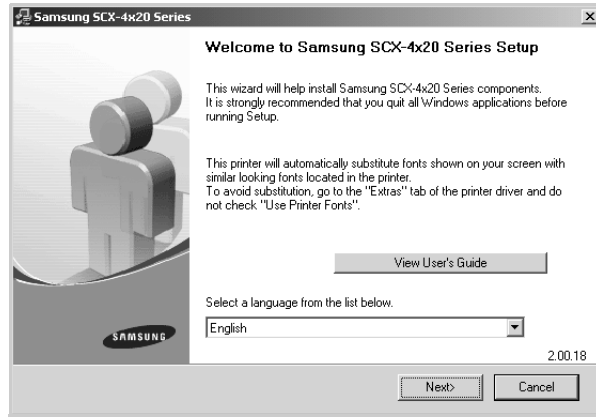 Samsung SCX-4x20 Series
Welcome to Samsung SCX-4x20 Series Setup
This wizard will help install Samsung SCX-4x20 Series components.
It is strongly recommended that you quit all Windows applications before
running Setup.
This printer will automatically substitute fonts shown on your screen with
similar looking fonts located in the printer.
To avoid substitution, go to the "Extras" tab of the printer driver and do
not check "Use Printer Fonts".
View User's Guide
Select a language from the list below.
English
SAMSUNG
2.00.18
Next>
Cancel